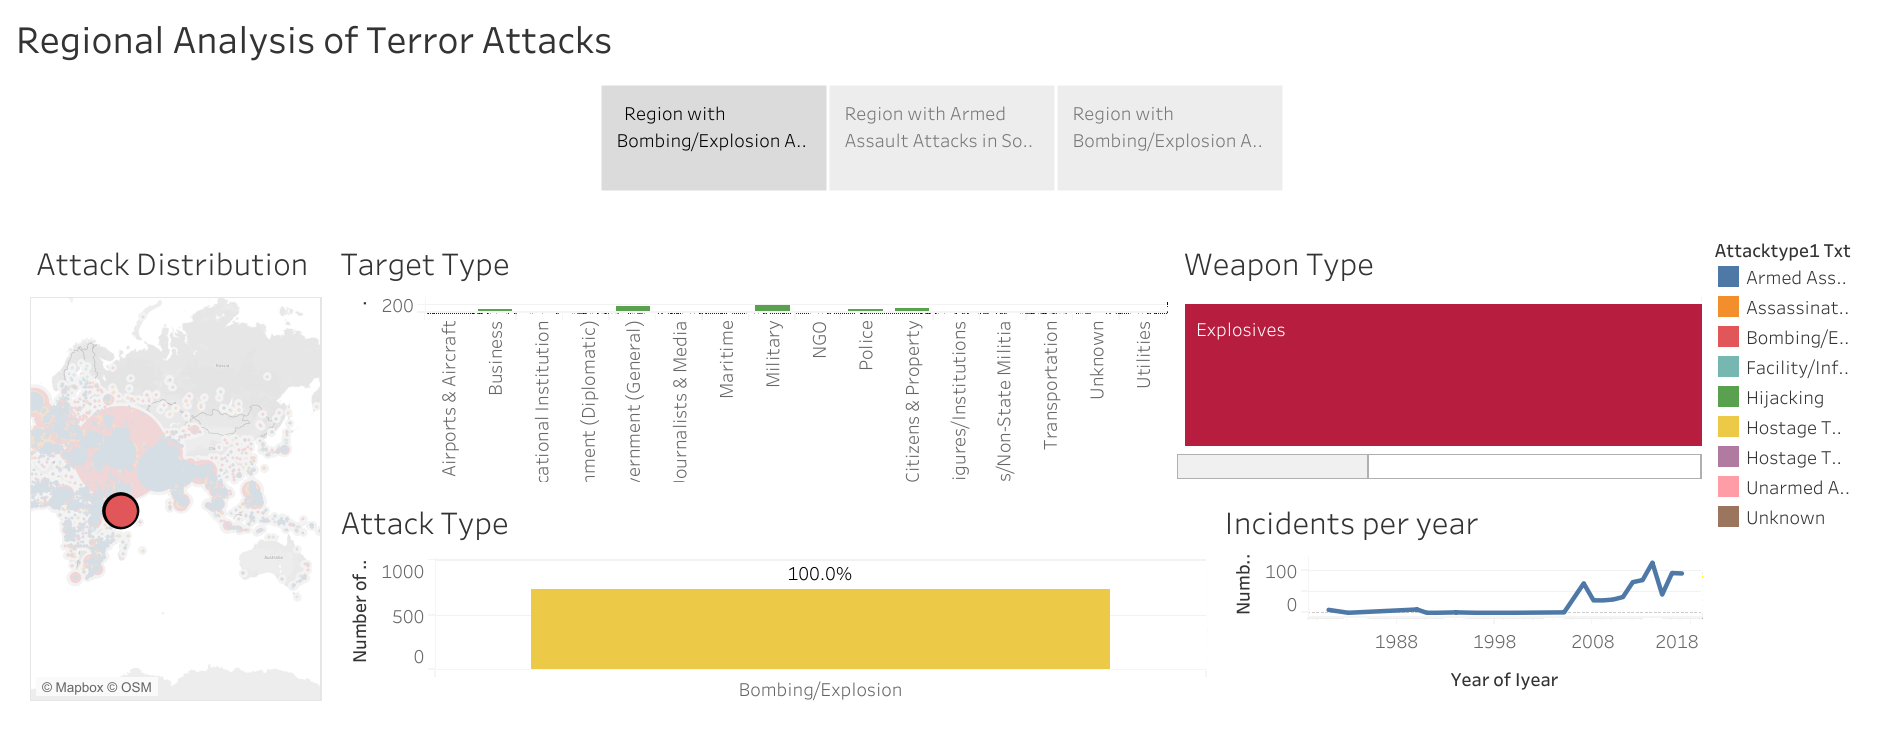 Regional Analysis of Terror Attacks
Region with
Bombing/Explosion A..
Region with Armed
Assault Attacks in So..
Region with
Bombing/Explosion A..
Attack Distribution
© Mapbox © OSM
Target Type
200
Airports & Aircraft
Business
cational Institution
nment (Diplomatic)
vernment (General)
Journalists & Media
Maritime
Military
NGO
Police
Citizens & Property
igures/Institutions
s/Non-State Militia
Transportation
Unknown
Utilities
Attack Type
Number of ..
1000
500
0
100.0%
Bombing/Explosion
Weapon Type
Explosives
Incidents per year
Numb..
100
0
1988
1998
2008
2018
Year of Iyear
Attacktype1 Txt
Armed Ass..
Assassinat..
Bombing/E..
Facility/Inf..
Hijacking
Hostage T..
Hostage T..
Unarmed A..
Unknown